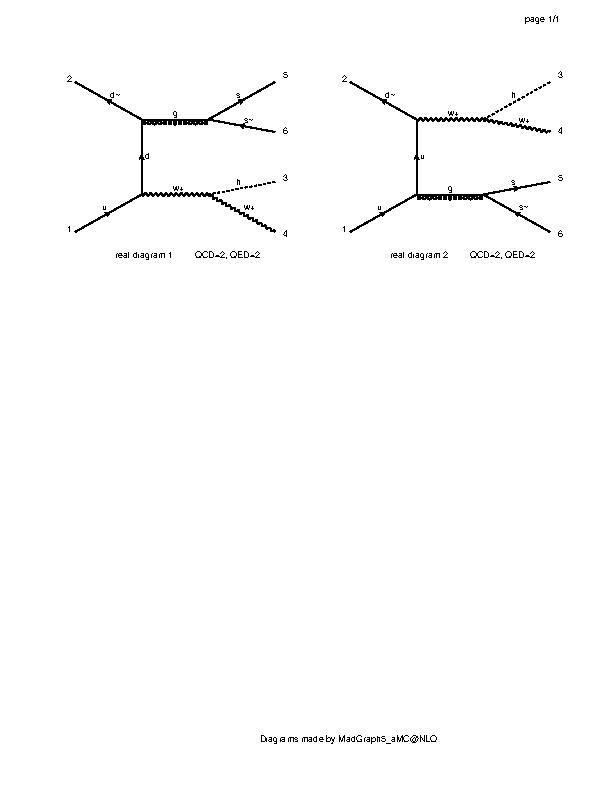 page 1/1
2 d~ g s 5
s~ 6
d
w+ h 3
1 u w+ 4
real diagram 1 QCD=2, QED=2
2 d~ w+ h 3
w+ 4
u
g s 5
1 u s~ 6
real diagram 2 QCD=2, QED=2
Diagrams made by MadGraph5_aMC@NLO